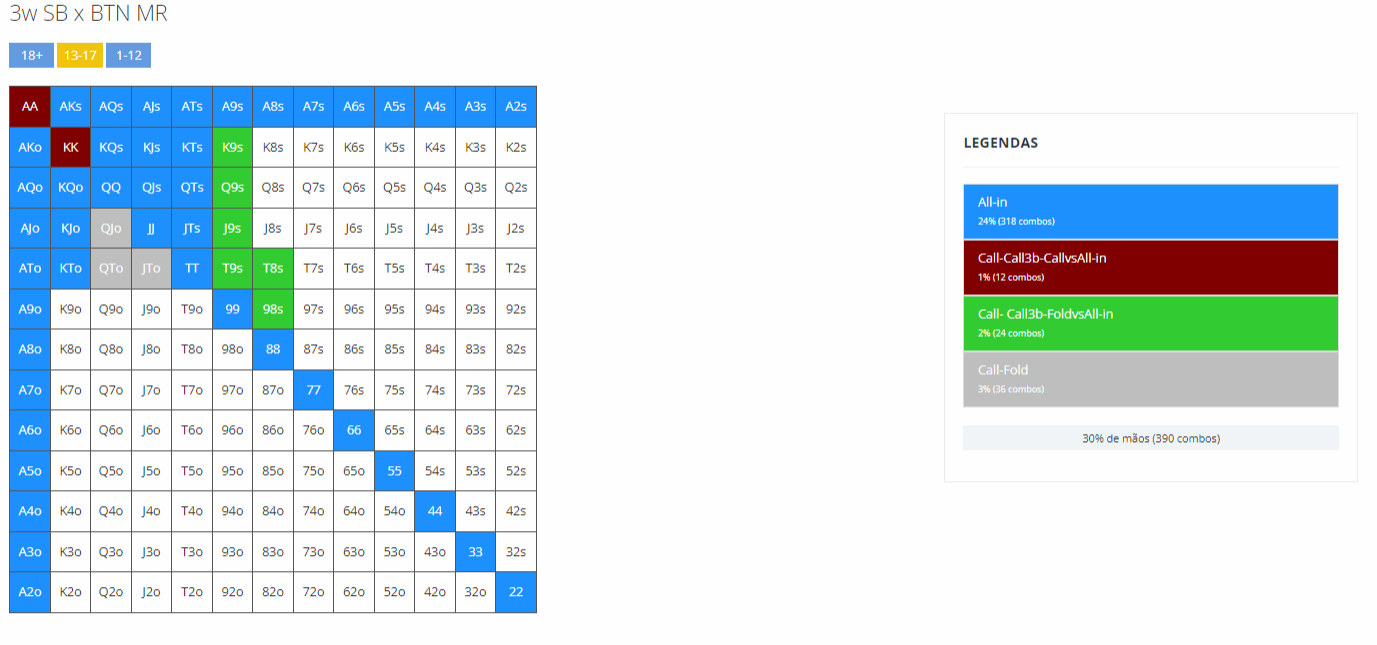 3w SB x BTN MR
18+ 13-17 1-12
AA AKs AQs AJs ATs A9s A8s A7s A6s A5s A4s A3s A2s
AKo KK KQs KJs KTs K9s K8s K7s K6s K5s K4s K3s K2s
AQo KQo QQ QJs QTs Q9s Q8s Q7s Q6s Q5s Q4s Q3s Q2s
AJo KJo QJo JJ JTs J9s J8s J7s J6s J5s J4s J3s J2s
ATo KTo QTo JTo TT T9s T8s T7s T6s T5s T4s T3s T2s
A9o K9o Q9o J9o T9o 99 98s 97s 96s 95s 94s 93s 92s
A8o K8o Q8o J8o T8o 98o 88 87s 86s 85s 84s 83s 82s
A7o K7o Q7o J7o T7o 97o 87o 77 76s 75s 74s 73s 72s
A6o K6o Q6o J6o T6o 96o 86o 76o 66 65s 64s 63s 62s
A5o K5o Q5o J5o T5o 95o 85o 75o 65o 55 54s 53s 52s
A4o K4o Q4o J4o T4o 94o 84o 74o 64o 54o 44 43s 42s
A3o K3o Q3o J3o T3o 93o 83o 73o 63o 53o 43o 33 32s
A2o K2o Q2o J2o T2o 92o 82o 72o 62o 52o 42o 32o 22
LEGENDAS
All-in
24% (318 combos)
Call-Call3b-CallvsAll-in
1% (12 combos)
Call- Call3b-FoldvsAll-in
2% (24 combos)
Call-Fold
3% (36 combos)
30% de mãos (390 combos)